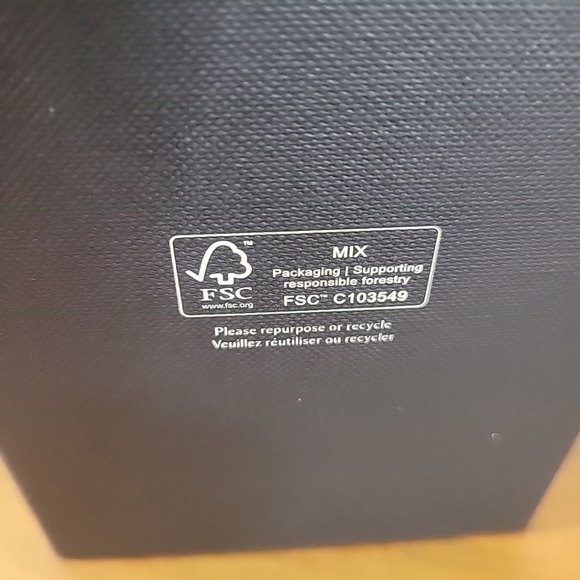 MIX
Packaging | Supporting
responsible forestry
FSC™ C103549
™
FSC
www.fsc.org
Please repurpose or recycle
Veuillez réutiliser ou recycler